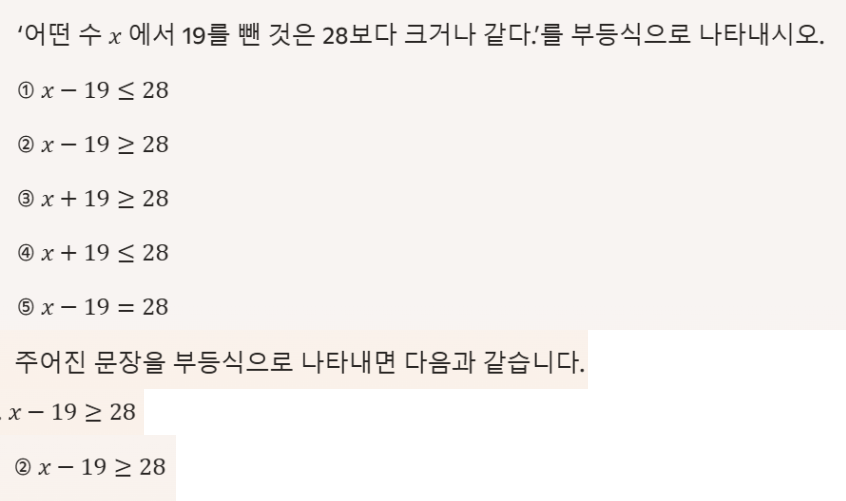 ‘어떤 수 x 에서 19를 뺀 것은 28보다 크거나 같다.’를 부등식으로 나타내시오.
① x − 19 ≤ 28
② x − 19 ≥ 28
③ x + 19 ≥ 28
④ x + 19 ≤ 28
⑤ x − 19 = 28
주어진 문장을 부등식으로 나타내면 다음과 같습니다.
. x − 19 ≥ 28
② x − 19 ≥ 28